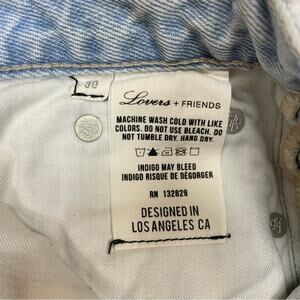 30
Lovers + FRIENDS
MACHINE WASH COLD WITH LIKE
COLORS. DO NOT USE BLEACH. DO
NOT TUMBLE DRY. HANG DRY.
INDIGO MAY BLEED
INDIGO RISQUE DE DÉGORGER
RN 132829
DESIGNED IN
LOS ANGELES CA